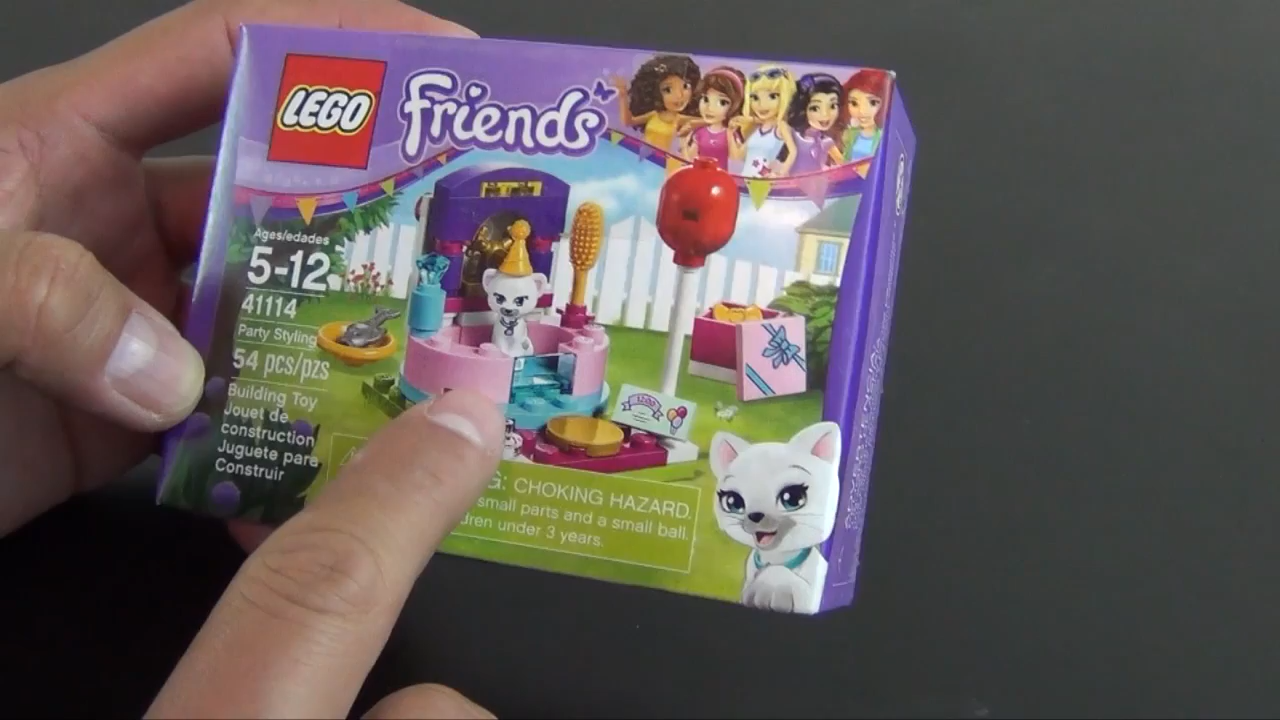 LEGO
Friends
Ages/edades
5-12
41114
Party Styling
54 pcs/pzs
Building Toy
Jouet de
construction
Juguete para
Construir
CHOKING HAZARD.
small parts and a small ball.
under 3 years.